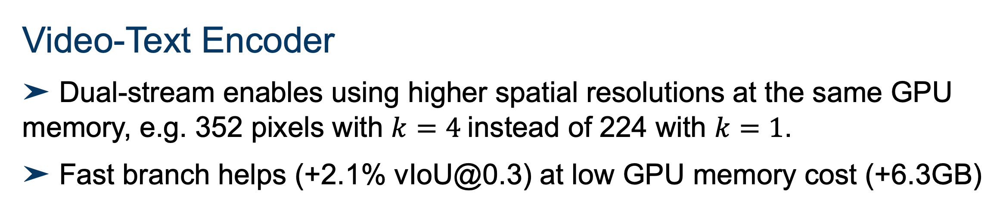 Video-Text Encoder
➤ Dual-stream enables using higher spatial resolutions at the same GPU
memory, e.g. 352 pixels with k = 4 instead of 224 with k = 1.
➤ Fast branch helps (+2.1% vIoU@0.3) at low GPU memory cost (+6.3GB)